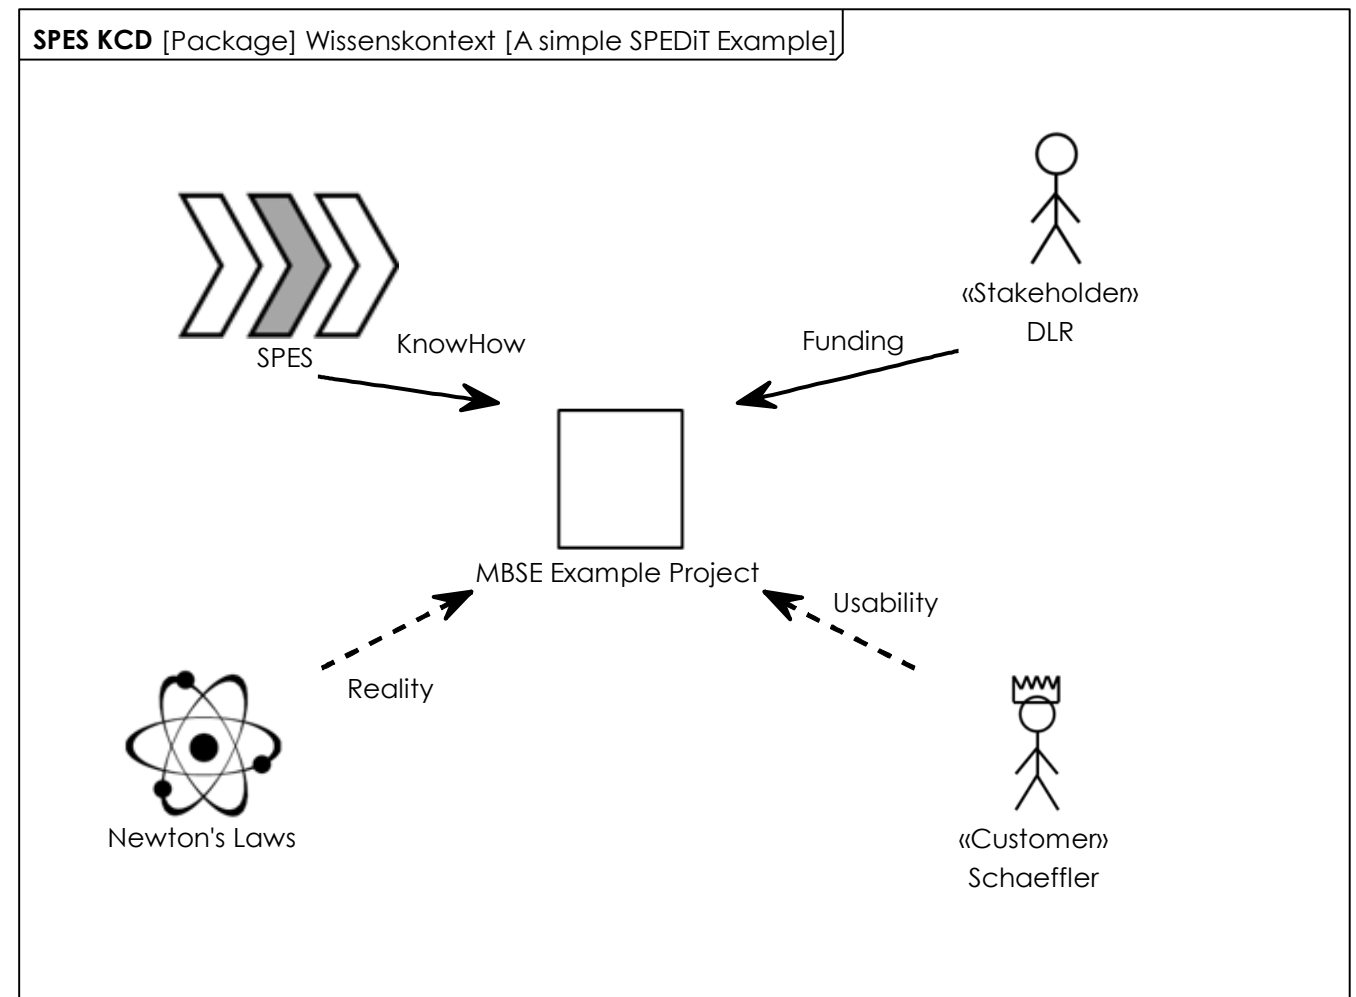 SPES KCD [Package] Wissenskontext [A simple SPEDiT Example]
«Stakeholder»
DLR
KnowHow
Funding
SPES
MBSE Example Project
Usability
Reality
Newton's Laws
«Customer»
Schaeffler